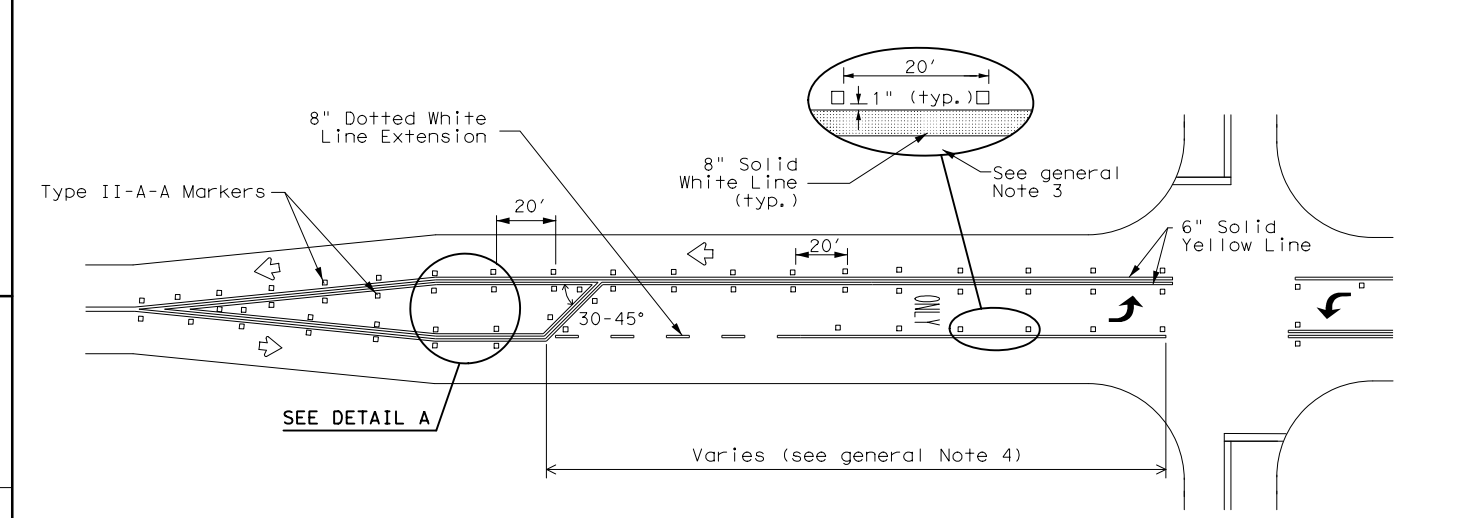 20'
1" (typ.)
8" Dotted White
Line Extension
8" Solid
White Line
(typ.)
See general
Note 3
Type II-A-A Markers
20'
20'
6" Solid
Yellow Line
ONLY
30-45°
SEE DETAIL A
Varies (see general Note 4)